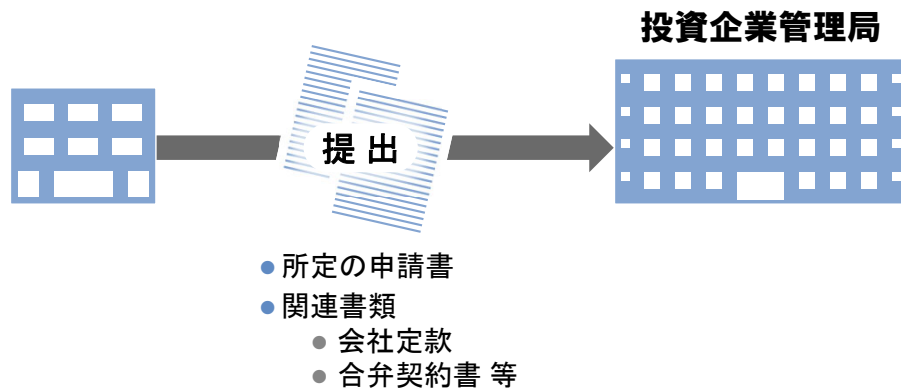 投資企業管理局
提出
所定の申請書
関連書類
会社定款
合弁契約書 等